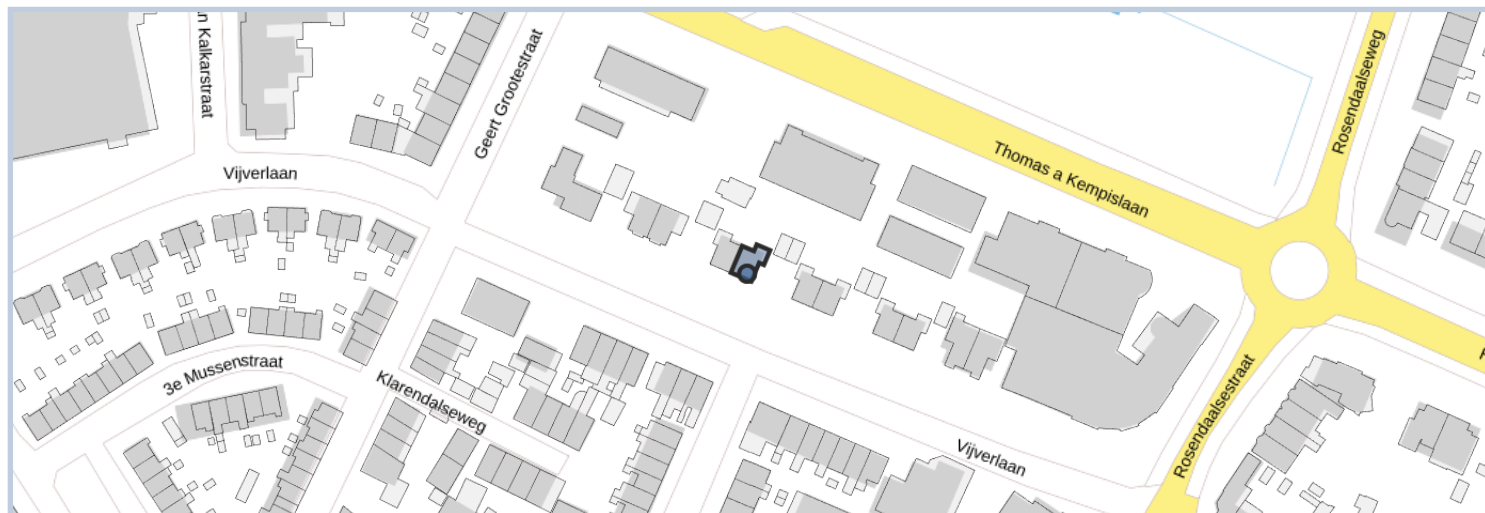 n Kalkarstraat
Geert Grootestraat
Rosendaalseweg
Thomas a Kempislaan
Vijverlaan
3e Mussenstraat
Klarendalseweg
Vijverlaan
Rosendaalsestraat